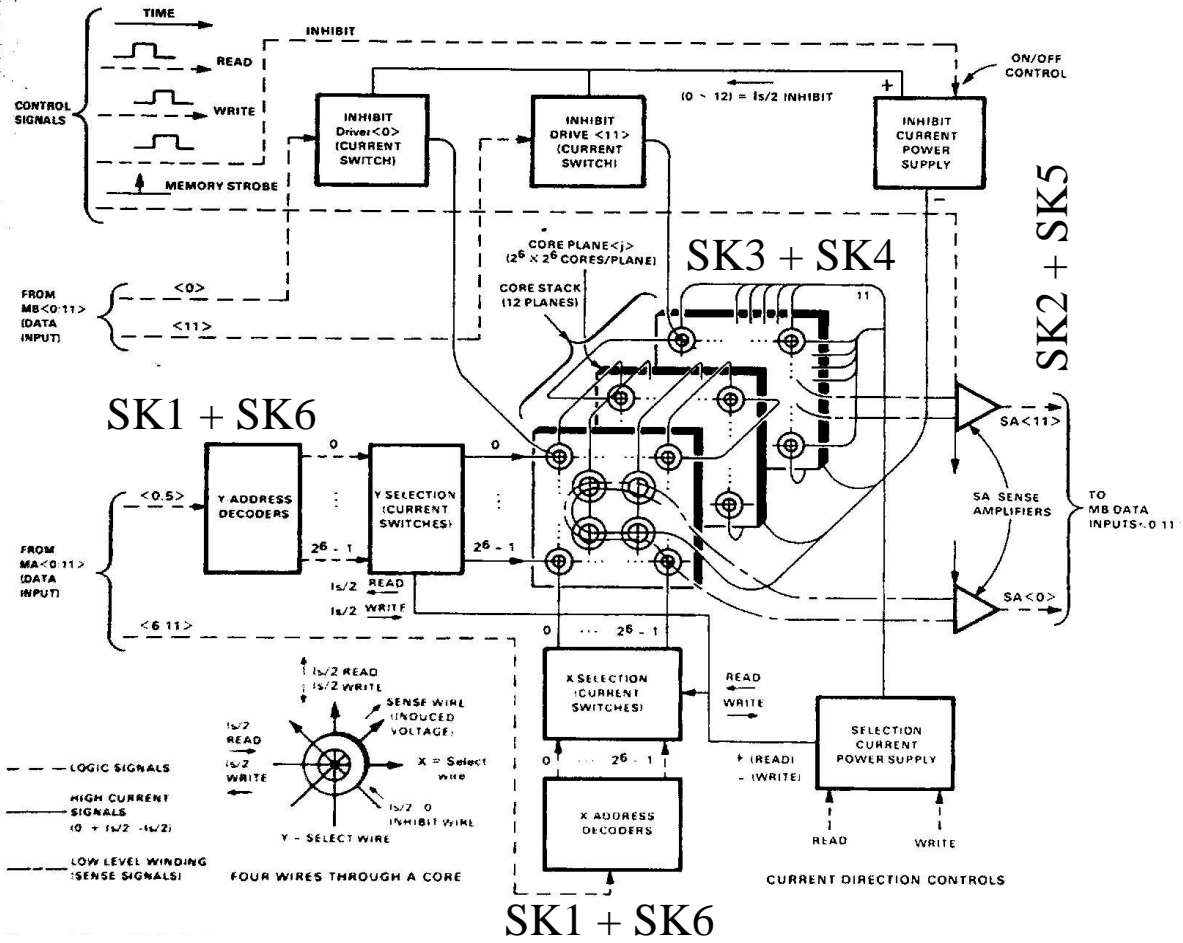 TIME
READ
WRITE
CONTROL
SIGNALS
MEMORY STROBE
INHIBIT
INHIBIT
Driver<0>
(CURRENT
SWITCH)
INHIBIT
DRIVE <11>
(CURRENT
SWITCH)
(0 ~ 12) = Is/2 INHIBIT
+
ON/OFF
CONTROL
INHIBIT
CURRENT
POWER
SUPPLY
-
SK2 + SK5
FROM
MB<0:11>
(DATA
INPUT)
<0>
<11>
CORE PLANE<j>
(2⁶ X 2⁶ CORES/PLANE)
CORE STACK
(12 PLANES)
SK3 + SK4
11
SK1 + SK6
Y ADDRESS
DECODERS
0
2⁶ - 1
Y SELECTION
(CURRENT
SWITCHES)
0
2⁶ - 1
<0.5>
FROM
MA<0:11>
(DATA
INPUT)
<6 11>
Is/2 READ
Is/2 WRITE
SA<11>
SA SENSE
AMPLIFIERS
SA<0>
TO
MB DATA
INPUTS<.0 11
0 ... 2⁶ - 1
X SELECTION
(CURRENT
SWITCHES)
READ
WRITE
0 ... 2⁶ - 1
X ADDRESS
DECODERS
SK1 + SK6
+ (READ)
- (WRITE)
SELECTION
CURRENT
POWER SUPPLY
READ
WRITE
CURRENT DIRECTION CONTROLS
Is/2 READ
Is/2 WRITE
SENSE WIRE
(INDUCED
VOLTAGE)
Is/2
READ
Is/2
WRITE
X = Select
wire
Is/2 0
INHIBIT WIRE
Y - SELECT WIRE
FOUR WIRES THROUGH A CORE
LOGIC SIGNALS
HIGH CURRENT
SIGNALS
(0 + Is/2 -Is/2)
LOW LEVEL WINDING
(SENSE SIGNALS)